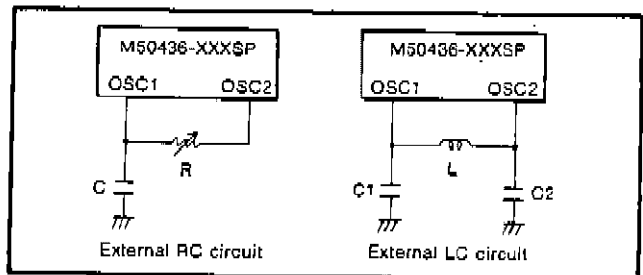 M50436-XXXSP
OSC1 OSC2
R
C
External RC circuit
M50436-XXXSP
OSC1 OSC2
L
C1
C2
External LC circuit